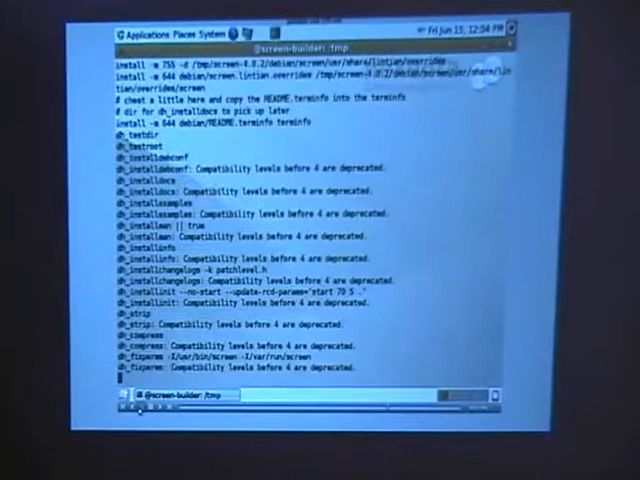 Applications Places System Fri Jun 15, 12:04 PM
@screen-builder: /tmp
install -m 755 -d /tmp/screen-4.0.2/debian/screen/usr/share/lintian/overrides
install -m 644 debian/screen.lintian.overrides /tmp/screen-4.0.2/debian/screen/usr/share/lin
tian/overrides/screen
# cheat a little here and copy the README.terminfo into the terminfo
# dir for dh_installdocs to pick up later
install -m 644 debian/README.terminfo terminfo
dh_testdir
dh_testroot
dh_installdebconf
dh_installdebconf: Compatibility levels before 4 are deprecated.
dh_installdocs
dh_installdocs: Compatibility levels before 4 are deprecated.
dh_installexamples
dh_installexamples: Compatibility levels before 4 are deprecated.
dh_installman || true
dh_installman: Compatibility levels before 4 are deprecated.
dh_installinfo
dh_installinfo: Compatibility levels before 4 are deprecated.
dh_installchangelogs -k patchlevel.h
dh_installchangelogs: Compatibility levels before 4 are deprecated.
dh_installinit --no-start --update-rcd-params='start 70 S .'
dh_installinit: Compatibility levels before 4 are deprecated.
dh_strip
dh_strip: Compatibility levels before 4 are deprecated.
dh_compress
dh_compress: Compatibility levels before 4 are deprecated.
dh_fixperms -X/usr/bin/screen -X/var/run/screen
dh_fixperms: Compatibility levels before 4 are deprecated.
@screen-builder: /tmp